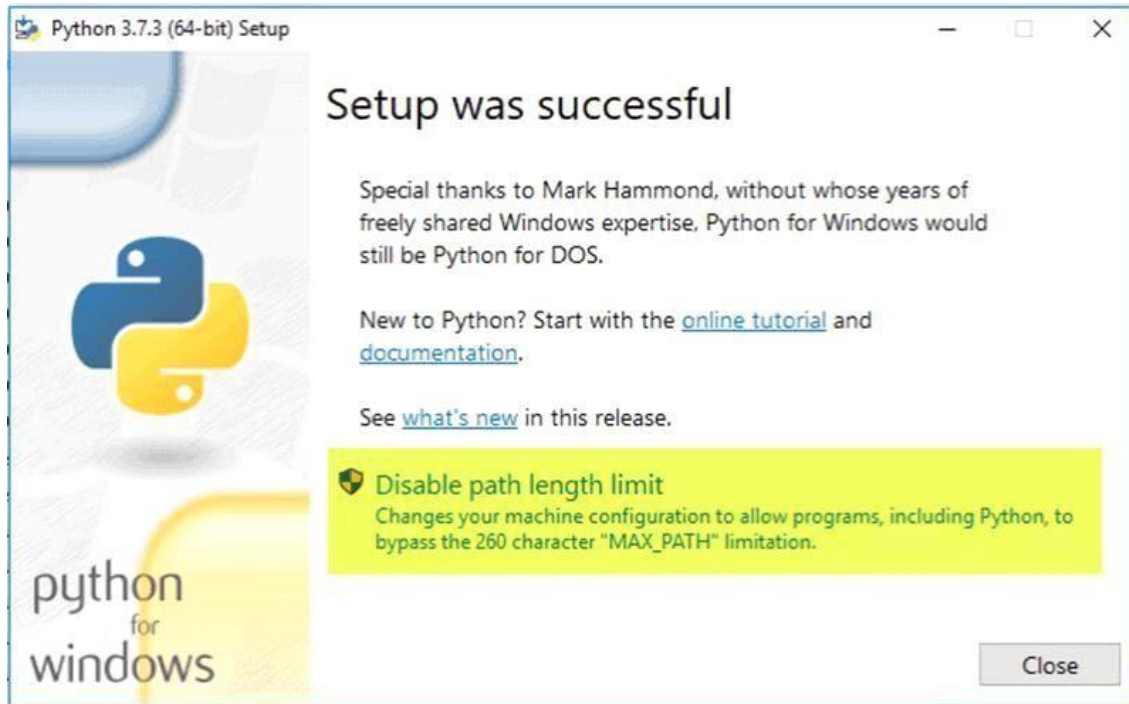 Python 3.7.3 (64-bit) Setup
Setup was successful
Special thanks to Mark Hammond, without whose years of
freely shared Windows expertise, Python for Windows would
still be Python for DOS.
New to Python? Start with the online tutorial and
documentation.
See what's new in this release.
Disable path length limit
Changes your machine configuration to allow programs, including Python, to
bypass the 260 character "MAX_PATH" limitation.
python
for
windows
Close